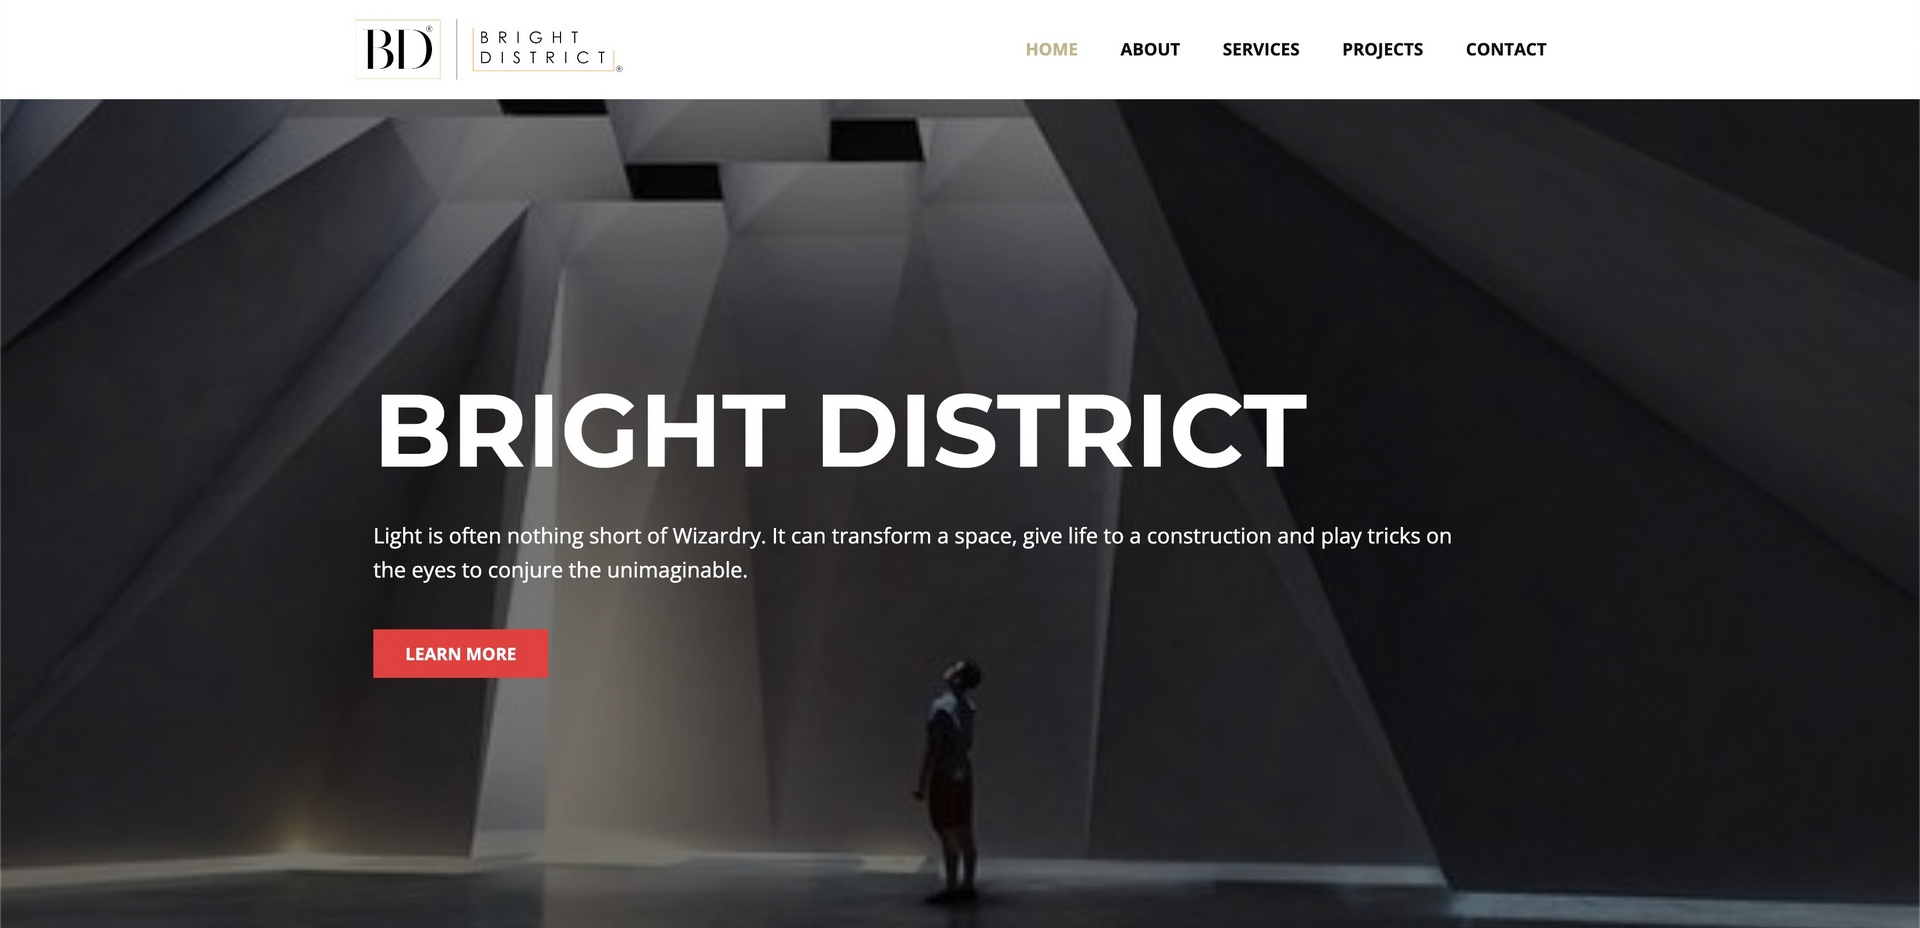 BD®
BRIGHT
DISTRICT®
HOME ABOUT SERVICES PROJECTS CONTACT
BRIGHT DISTRICT
Light is often nothing short of Wizardry. It can transform a space, give life to a construction and play tricks on
the eyes to conjure the unimaginable.
LEARN MORE